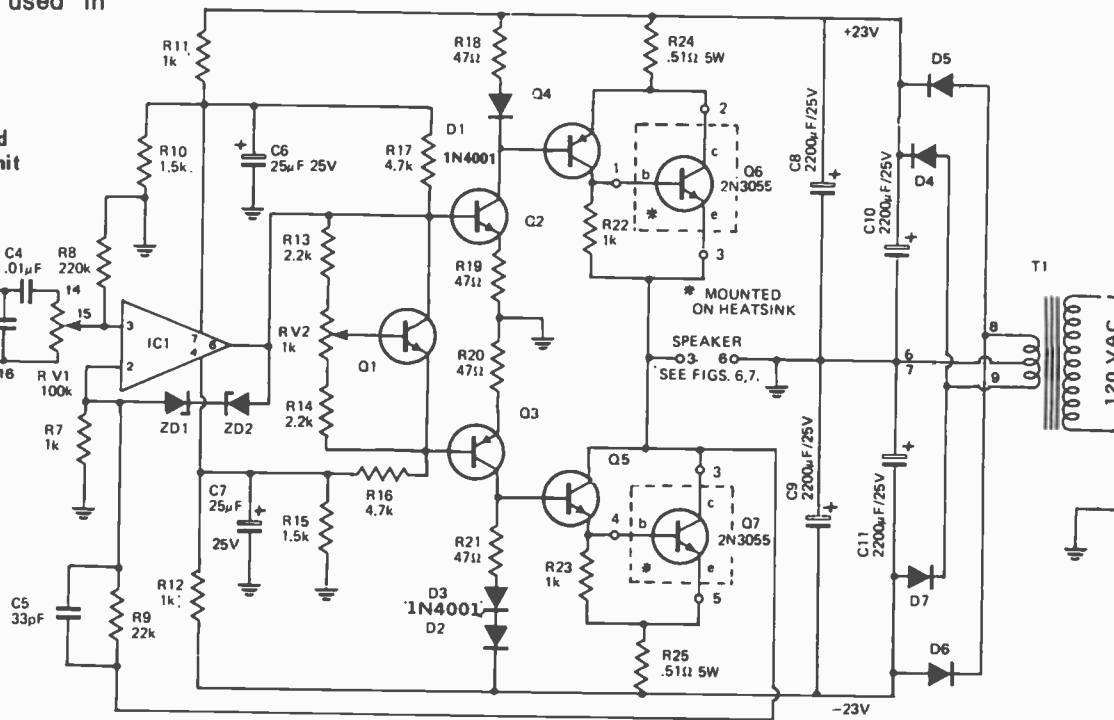 used in
d
nit
R11
1k
R10
1.5k
C6
25µF 25V
R17
4.7k
D1
1N4001
R18
47Ω
Q4
R24
.51Ω 5W
+23V
D5
2
c
b
Q6
2N3055
1
*
e
R22
1k
3
* MOUNTED
ON HEATSINK
C8
2200µF/25V
D4
C10
2200µF/25V
T1
C4
.01µF
R8
220k
14
15
16
R V1
100k
3
2
IC1
7
4
6
R13
2.2k
R V2
1k
Q1
R14
2.2k
Q2
R19
47Ω
R20
47Ω
Q3
SPEAKER
3
6
SEE FIGS. 6,7.
8
6
7
9
120 VAC
R7
1k
ZD1
ZD2
C7
25µF
25V
R15
1.5k
R16
4.7k
Q5
3
c
4
b
Q7
2N3055
*
e
5
R23
1k
C9
2200µF/25V
C11
2200µF/25V
R21
47Ω
D3
1N4001
D2
D7
C5
33pF
R9
22k
R12
1k
R25
.51Ω 5W
D6
−23V